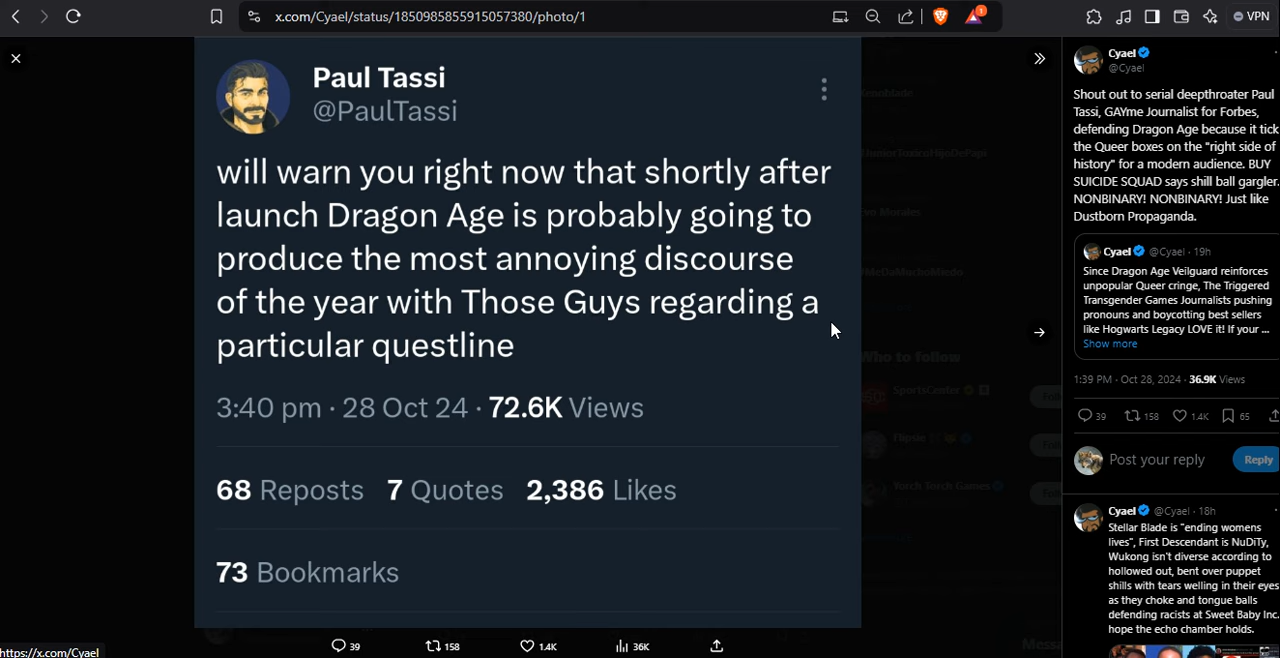 x.com/Cyael/status/1850985855915057380/photo/1
1
VPN
Paul Tassi
@PaulTassi
will warn you right now that shortly after
launch Dragon Age is probably going to
produce the most annoying discourse
of the year with Those Guys regarding a
particular questline
3:40 pm · 28 Oct 24 · 72.6K Views
68 Reposts 7 Quotes 2,386 Likes
73 Bookmarks
39 158 1.4K 36K
https://x.com/Cyael
Who to follow
SportsCenter
Torch Torch Games
Cyael
@Cyael
Shout out to serial deepthroater Paul
Tassi, GAYme Journalist for Forbes,
defending Dragon Age because it tick
the Queer boxes on the "right side of
history" for a modern audience. BUY
SUICIDE SQUAD says shill ball gargler.
NONBINARY! NONBINARY! Just like
Dustborn Propaganda.
Cyael @Cyael · 19h
Since Dragon Age Veilguard reinforces
unpopular Queer cringe, The Triggered
Transgender Games Journalists pushing
pronouns and boycotting best sellers
like Hogwarts Legacy LOVE it! If your ...
Show more
1:39 PM · Oct 28, 2024 · 36.9K Views
39 158 1.4K 65
Post your reply
Reply
Cyael @Cyael · 18h
Stellar Blade is "ending womens
lives", First Descendant is NuDiTy,
Wukong isn't diverse according to
hollowed out, bent over puppet
shills with tears welling in their eyes
as they choke and tongue balls
defending racists at Sweet Baby Inc.
hope the echo chamber holds.